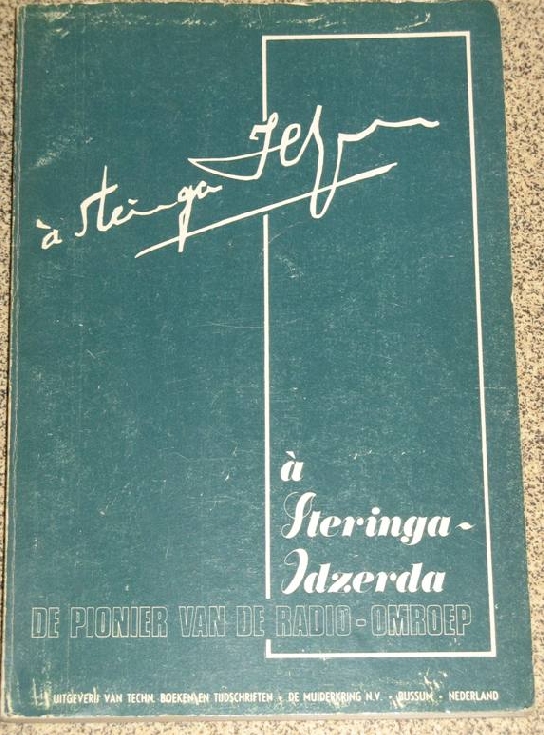 à Steringa
à
Steringa-
Idzerda
DE PIONIER VAN DE RADIO-OMROEP
UITGEVERIJ VAN TECHN. BOEKEN EN TIJDSCHRIFTEN - DE MUIDERKRING N.V. - BUSSUM - NEDERLAND